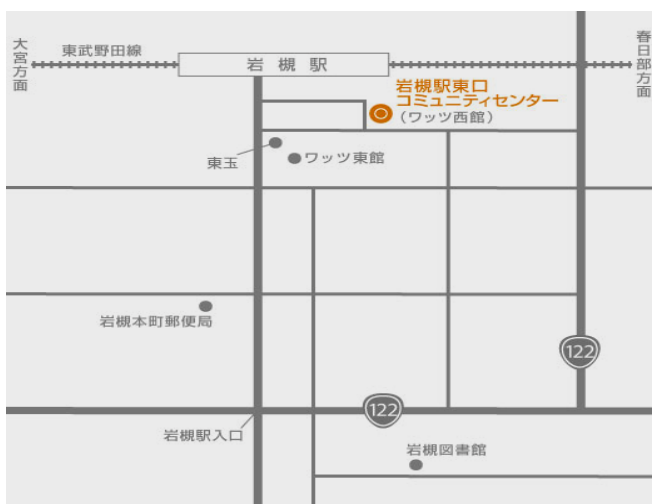 大宮方面
東武野田線
岩槻駅
春日部方面
岩槻駅東口
コミュニティセンター
（ワッツ西館）
東玉
ワッツ東館
岩槻本町郵便局
122
122
岩槻駅入口
岩槻図書館